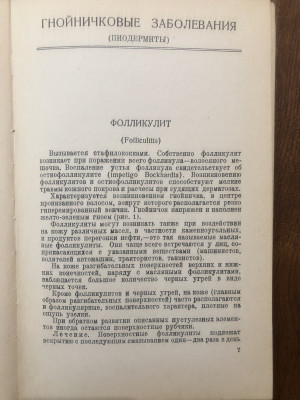 ГНОЙНИЧКОВЫЕ ЗАБОЛЕВАНИЯ
(ПИОДЕРМИТЫ)
ФОЛЛИКУЛИТ
(Folliculitis)
Вызывается стафилококками. Собственно фолликулит
возникает при поражении всего фолликула—волосяного ме-
шочка. Воспаление устья фолликула свидетельствует об
остиофолликулите (impetigo Bockhardta). Возникновению
фолликулитов и остиофолликулитов способствуют мелкие
травмы кожного покрова и расчесы при зудящих дерматозах.
Характеризуется возникновением гнойничка, в центре
пронизанного волосом, вокруг которого располагается резко
гиперемированный венчик. Гнойничок напряжен и наполнен
желто-зеленым гноем (рис. 1).
Фолликулиты могут возникать также при воздействии
на кожу различных масел, в частности каменноугольных,
и продуктов перегонки нефти,—это так называемые масля-
ные фолликулиты. Они чаще всего встречаются у лиц, со-
прикасающихся с указанными веществами (машинистов,
водителей автомашин, трактористов, танкистов).
На коже разгибательных поверхностей верхних и ниж-
них конечностей, наряду с масляными фолликулитами,
наблюдается большое количество черных угрей в виде
черных точек.
Кроме фолликулитов и черных угрей, на коже (главным
образом разгибательных поверхностей) часто располагаются
и фолликулярные, воспалительного характера, плотные на
ощупь узелки.
При обратном развитии описанных пустулезных элемен-
тов иногда остаются поверхностные рубчики.
Лечение. Поверхностные фолликулиты подлежат
вскрытию с последующим смазыванием один—два раза в день
7